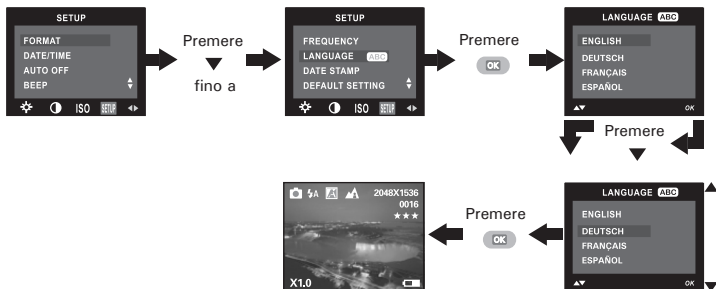 SETUP
FORMAT
DATE/TIME
AUTO OFF
BEEP
ISO SETUP
Premere
fino a
SETUP
FREQUENCY
LANGUAGE ABC
DATE STAMP
DEFAULT SETTING
ISO SETUP
Premere
OK
LANGUAGE ABC
ENGLISH
DEUTSCH
FRANÇAIS
ESPAÑOL
OK
Premere
LANGUAGE ABC
ENGLISH
DEUTSCH
FRANÇAIS
ESPAÑOL
OK
Premere
OK
A 2048X1536
0016
X1.0